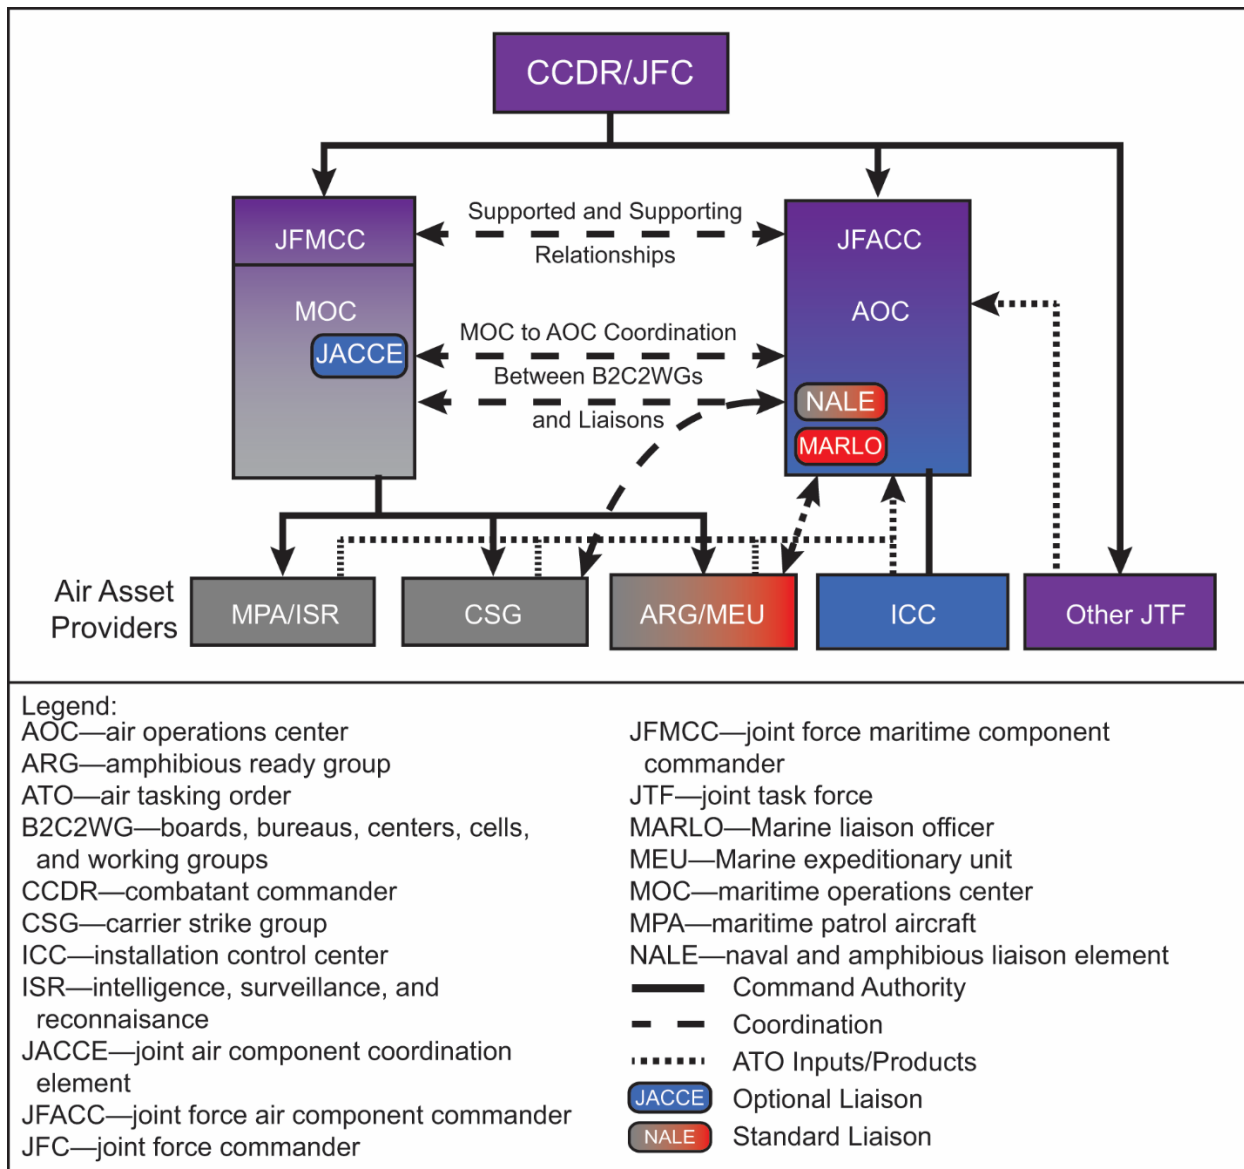 CCDR/JFC
JFMCC
Supported and Supporting
Relationships
JFACC
MOC
JACCE
MOC to AOC Coordination
Between B2C2WGs
and Liaisons
AOC
NALE
MARLO
Air Asset
Providers
MPA/ISR
CSG
ARG/MEU
ICC
Other JTF
Legend:
AOC—air operations center
ARG—amphibious ready group
ATO—air tasking order
B2C2WG—boards, bureaus, centers, cells,
and working groups
CCDR—combatant commander
CSG—carrier strike group
ICC—installation control center
ISR—intelligence, surveillance, and
reconnaisance
JACCE—joint air component coordination
element
JFACC—joint force air component commander
JFC—joint force commander
JFMCC—joint force maritime component
commander
JTF—joint task force
MARLO—Marine liaison officer
MEU—Marine expeditionary unit
MOC—maritime operations center
MPA—maritime patrol aircraft
NALE—naval and amphibious liaison element
Command Authority
Coordination
ATO Inputs/Products
JACCE Optional Liaison
NALE Standard Liaison